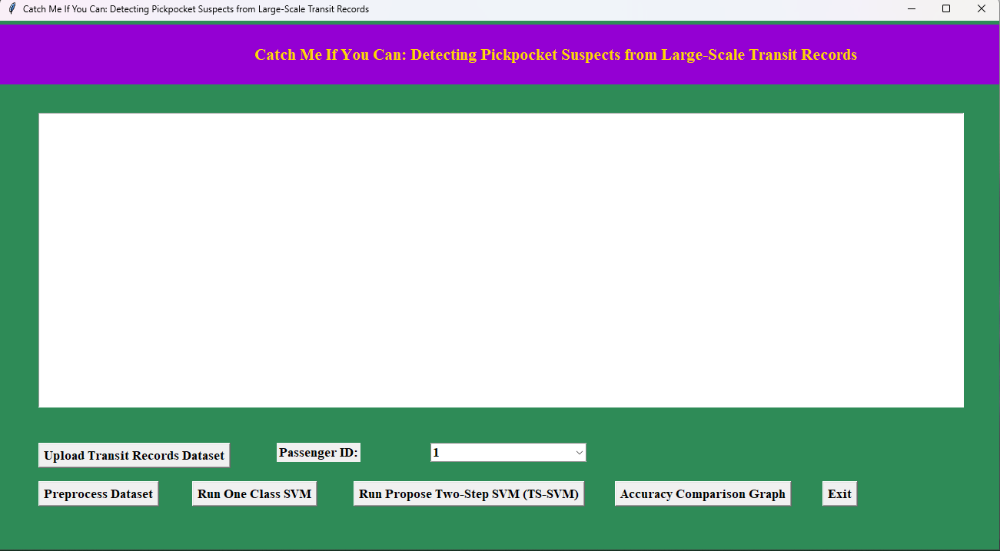 Catch Me If You Can: Detecting Pickpocket Suspects from Large-Scale Transit Records
Catch Me If You Can: Detecting Pickpocket Suspects from Large-Scale Transit Records
Upload Transit Records Dataset
Passenger ID:
1
Preprocess Dataset
Run One Class SVM
Run Propose Two-Step SVM (TS-SVM)
Accuracy Comparison Graph
Exit